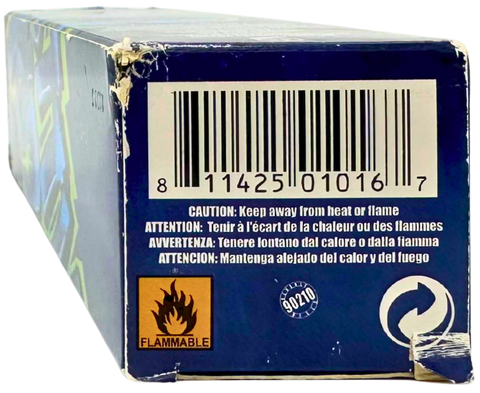 8 11425 01016 7
CAUTION: Keep away from heat or flame
ATTENTION: Tenir à l'écart de la chaleur ou des flammes
AVVERTENZA: Tenere lontano dal calore o dalla fiamma
ATTENCION: Mantenga alejado del calor y del fuego
90210
FLAMMABLE